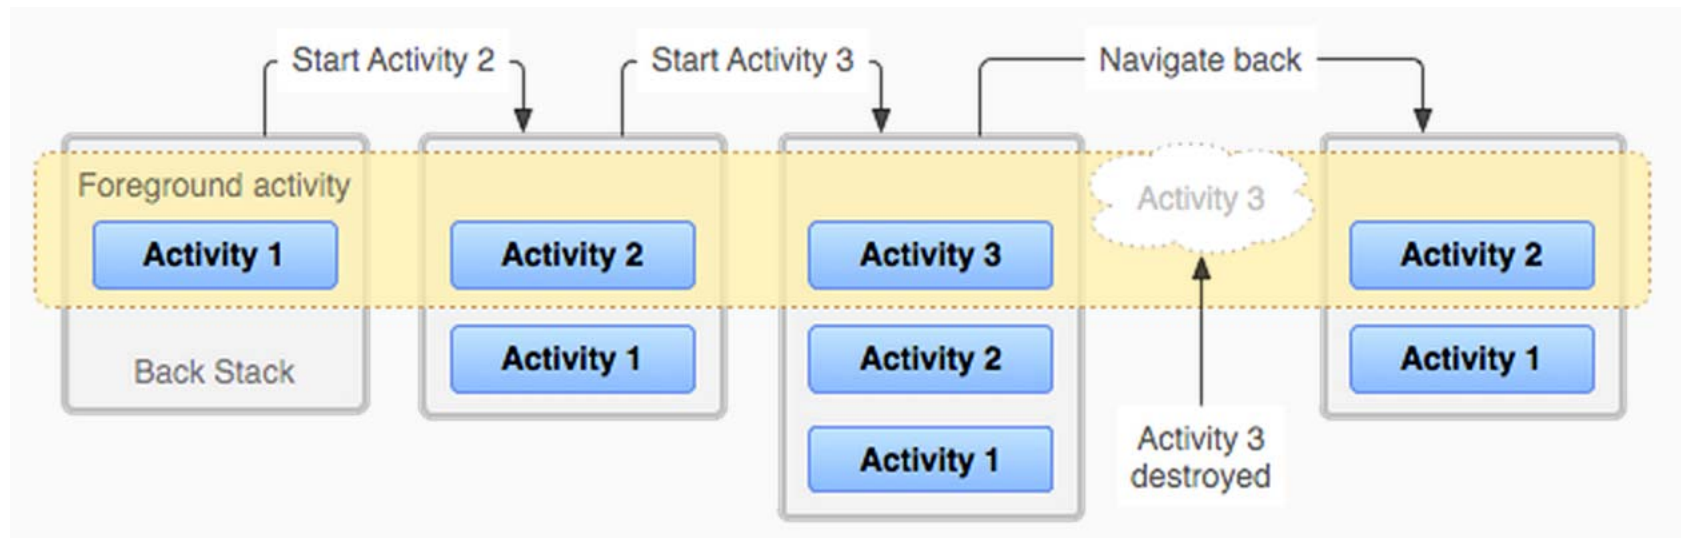 Start Activity 2
Start Activity 3
Navigate back
Foreground activity
Activity 1
Back Stack
Activity 2
Activity 1
Activity 3
Activity 2
Activity 1
Activity 3
Activity 3
destroyed
Activity 2
Activity 1